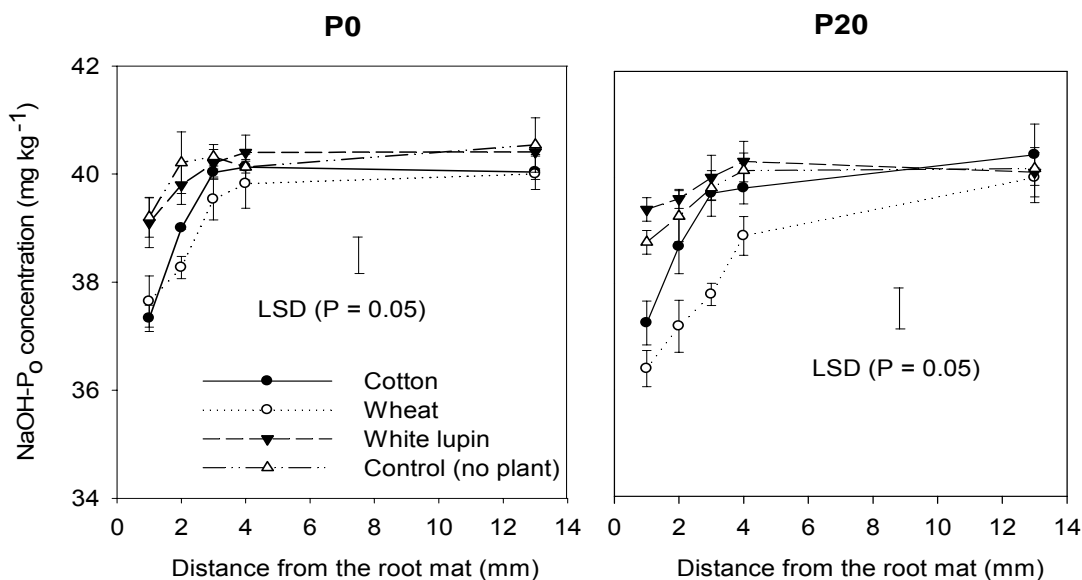 P0
P20
NaOH-Po concentration (mg kg⁻¹)
42
40
38
36
34
LSD (P = 0.05)
LSD (P = 0.05)
Cotton
Wheat
White lupin
Control (no plant)
0 2 4 6 8 10 12 14
0 2 4 6 8 10 12 14
Distance from the root mat (mm)
Distance from the root mat (mm)